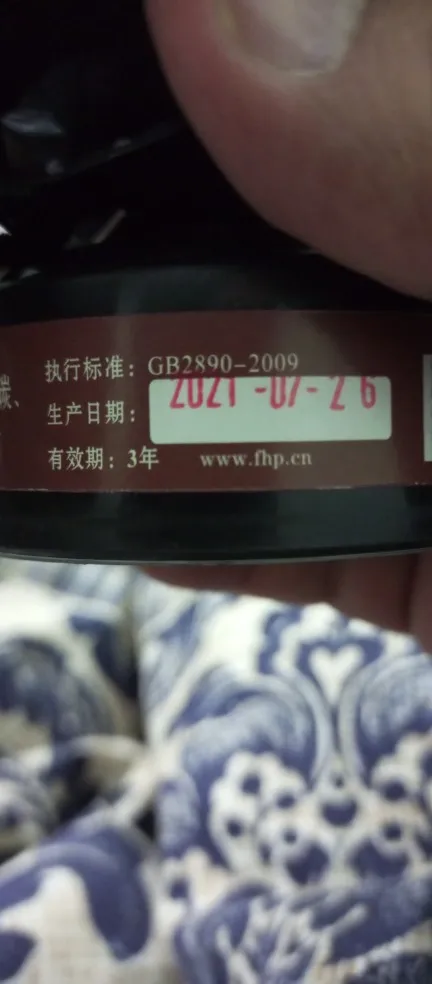 碳、
执行标准：GB2890-2009
生产日期：2021-07-26
有效期：3年 www.fhp.cn